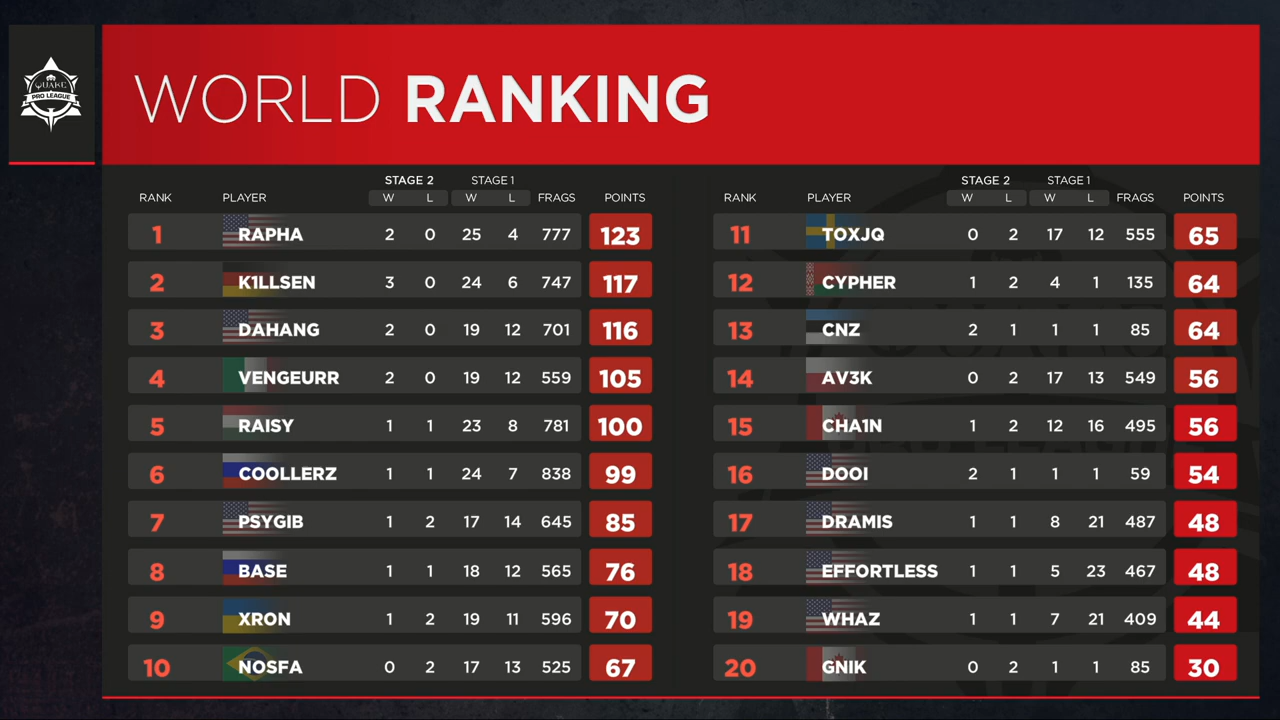 QUAKE
PRO LEAGUE
WORLD RANKING
STAGE 2 STAGE 1
RANK PLAYER W L W L FRAGS POINTS
1 RAPHA 2 0 25 4 777 123
2 K1LLSEN 3 0 24 6 747 117
3 DAHANG 2 0 19 12 701 116
4 VENGEURR 2 0 19 12 559 105
5 RAISY 1 1 23 8 781 100
6 COOLLERZ 1 1 24 7 838 99
7 PSYGIB 1 2 17 14 645 85
8 BASE 1 1 18 12 565 76
9 XRON 1 2 19 11 596 70
10 NOSFA 0 2 17 13 525 67
STAGE 2 STAGE 1
RANK PLAYER W L W L FRAGS POINTS
11 TOXJQ 0 2 17 12 555 65
12 CYPHER 1 2 4 1 135 64
13 CNZ 2 1 1 1 85 64
14 AV3K 0 2 17 13 549 56
15 CHA1N 1 2 12 16 495 56
16 DOOI 2 1 1 1 59 54
17 DRAMIS 1 1 8 21 487 48
18 EFFORTLESS 1 1 5 23 467 48
19 WHAZ 1 1 7 21 409 44
20 GNIK 0 2 1 1 85 30